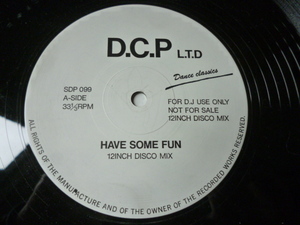 D.C.P L.T.D
Dance classics
SDP 099
A-SIDE
33⅓RPM
FOR D.J USE ONLY
NOT FOR SALE
12INCH DISCO MIX
HAVE SOME FUN
12INCH DISCO MIX
ALL RIGHTS OF THE MANUFACTURE AND OF THE OWNER OF THE RECORDED WORKS RESERVED.